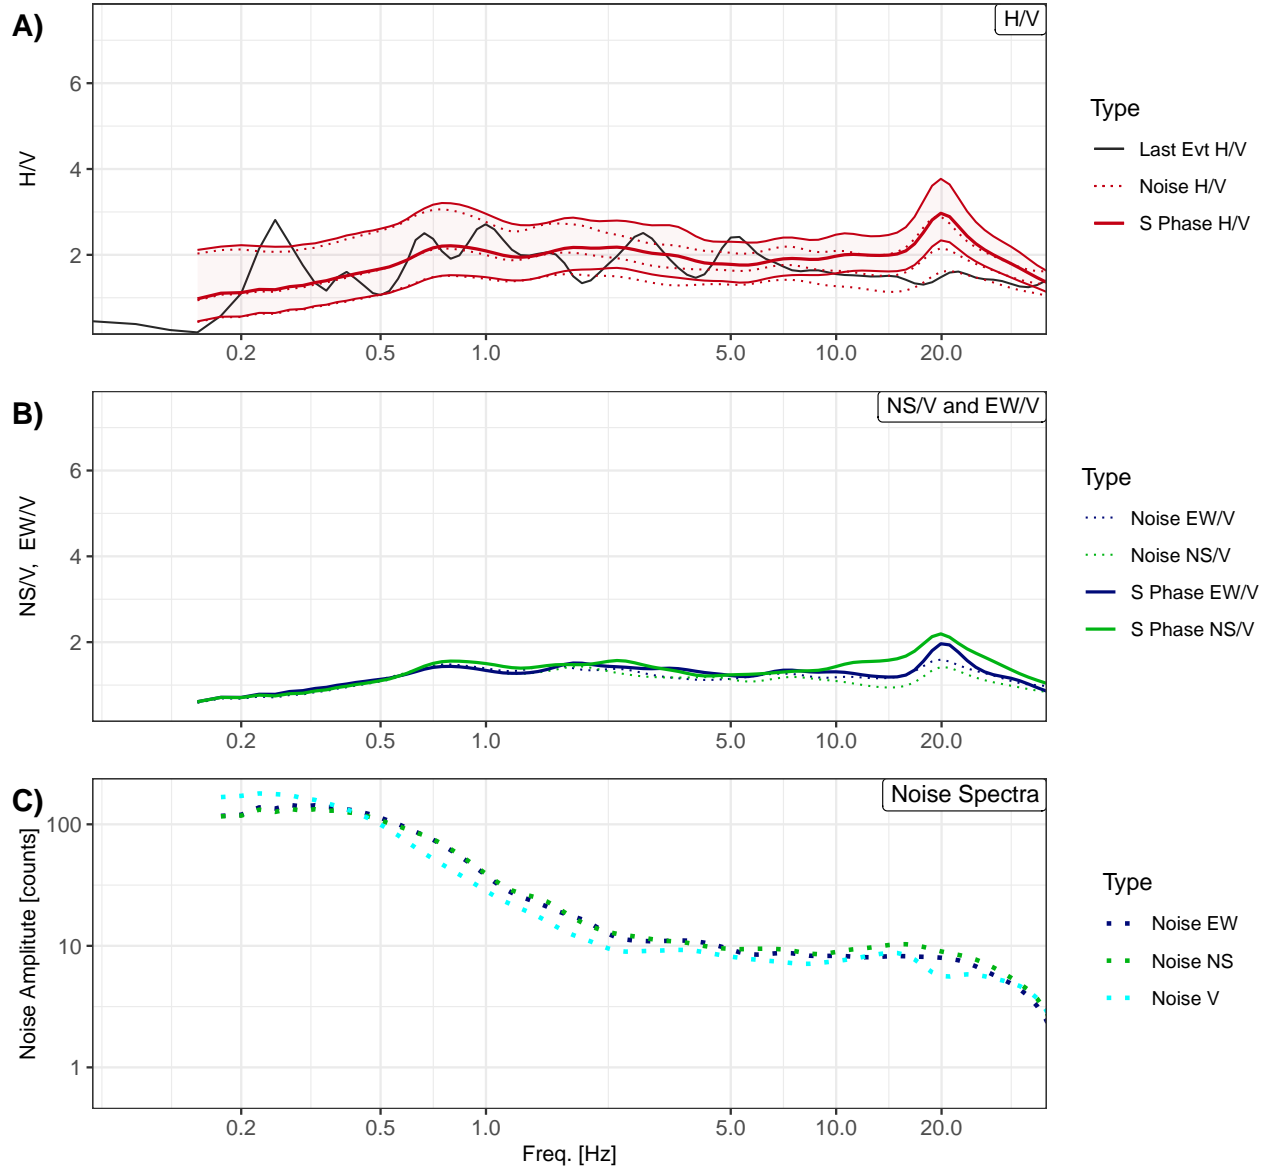 A)
H/V
6
4
2
H/V
0.2 0.5 1.0 5.0 10.0 20.0
Type
Last Evt H/V
Noise H/V
S Phase H/V
B)
NS/V and EW/V
6
4
2
NS/V, EW/V
0.2 0.5 1.0 5.0 10.0 20.0
Type
Noise EW/V
Noise NS/V
S Phase EW/V
S Phase NS/V
C)
Noise Spectra
100
10
1
Noise Amplitute [counts]
0.2 0.5 1.0 5.0 10.0 20.0
Freq. [Hz]
Type
Noise EW
Noise NS
Noise V